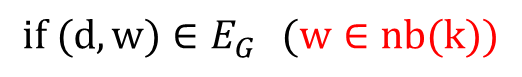 if (d,w) ∈ E_G (w ∈ nb(k))